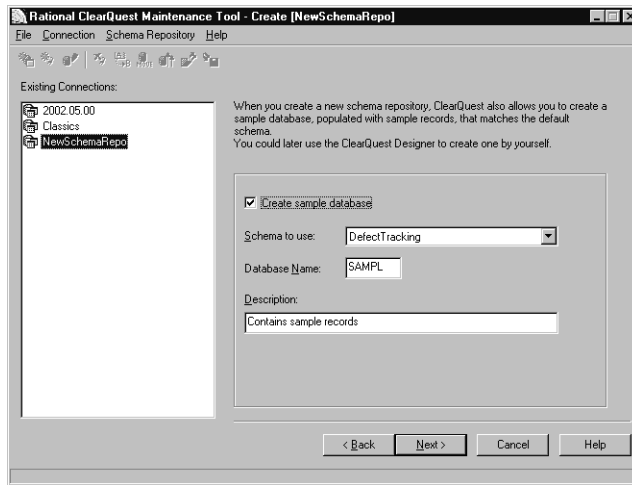 Rational ClearQuest Maintenance Tool - Create [NewSchemaRepo]
File Connection Schema Repository Help
Existing Connections:
2002.05.00
Classics
NewSchemaRepo
When you create a new schema repository, ClearQuest also allows you to create a
sample database, populated with sample records, that matches the default
schema.
You could later use the ClearQuest Designer to create one by yourself.
Create sample database
Schema to use: DefectTracking
Database Name: SAMPL
Description:
Contains sample records
< Back Next > Cancel Help